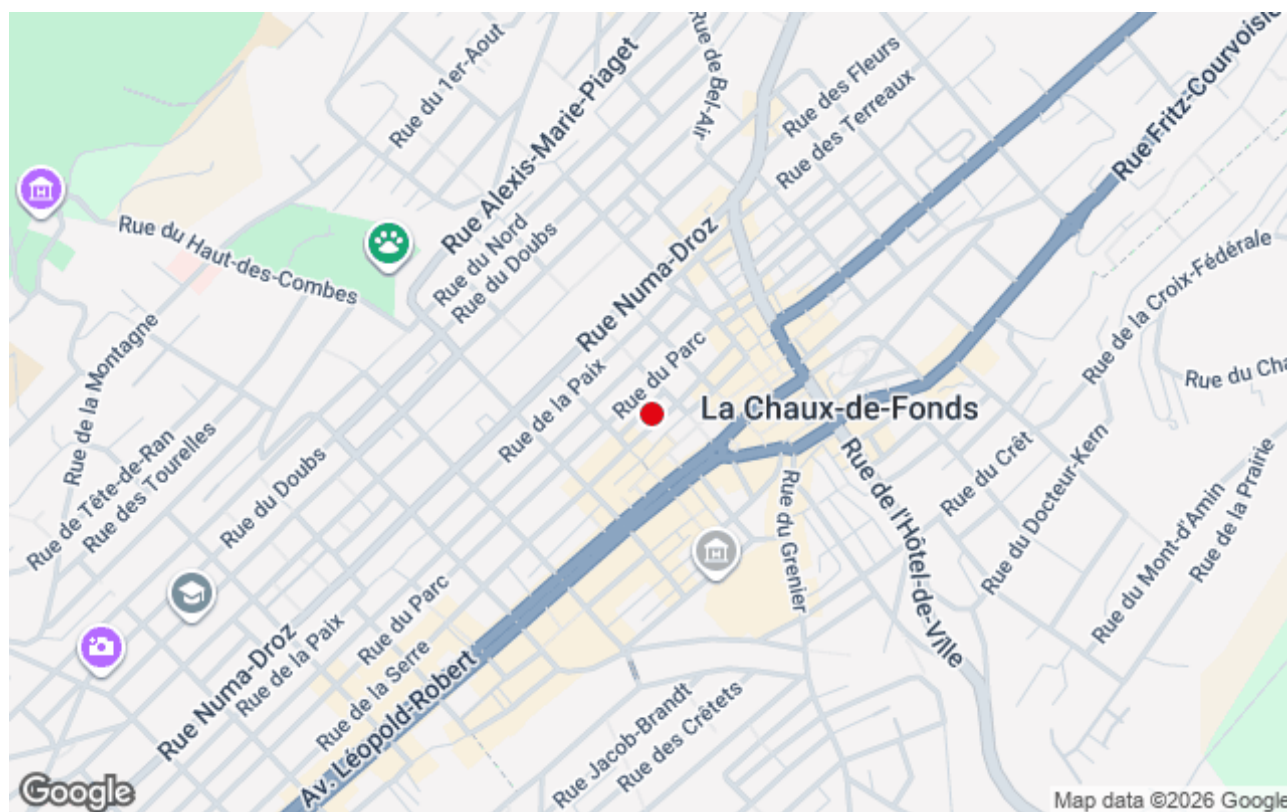 Rue du 1er-Aout
Rue Alexis-Marie-Piaget
Rue de Bel-Air
Rue des Fleurs
Rue des Terreaux
Rue Fritz-Courvoisie
Rue du Haut-des-Combes
Rue du Nord
Rue du Doubs
Rue Numa-Droz
Rue de la Croix-Fédérale
Rue de la Montagne
Rue de la Paix
Rue du Parc
Rue du Cha
La Chaux-de-Fonds
Rue de Tête-de-Ran
Rue des Tourelles
Rue du Doubs
Rue du Grenier
Rue de l'Hôtel-de-Ville
Rue du Crêt
Rue du Docteur-Kern
Rue du Mont-d'Amin
Rue de la Prairie
Rue Numa-Droz
Rue de la Paix
Rue du Parc
Rue de la Serre
Av. Léopold-Robert
Rue Jacob-Brandt
Rue des Crêtets
Google
Map data ©2026 Google